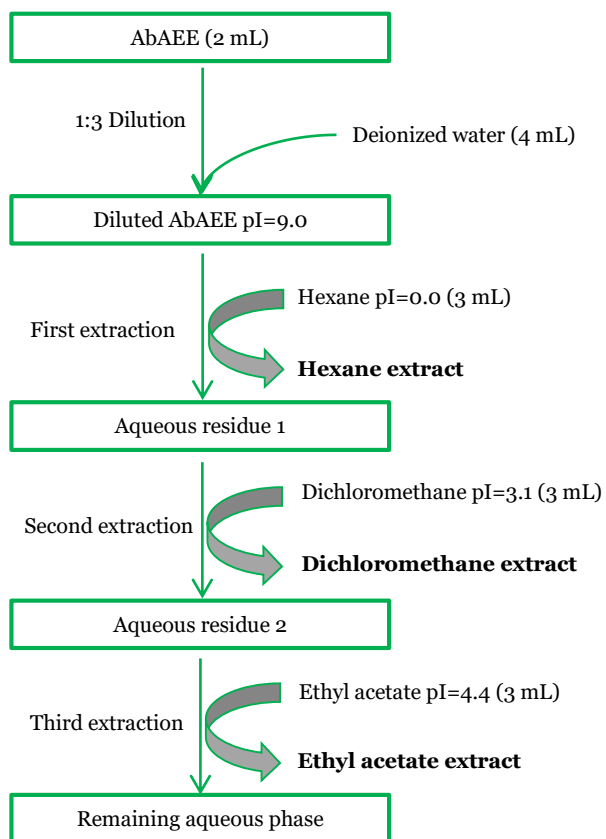 AbAEE (2 mL)
1:3 Dilution
Deionized water (4 mL)
Diluted AbAEE pI=9.0
Hexane pI=0.0 (3 mL)
First extraction
Hexane extract
Aqueous residue 1
Dichloromethane pI=3.1 (3 mL)
Second extraction
Dichloromethane extract
Aqueous residue 2
Ethyl acetate pI=4.4 (3 mL)
Third extraction
Ethyl acetate extract
Remaining aqueous phase